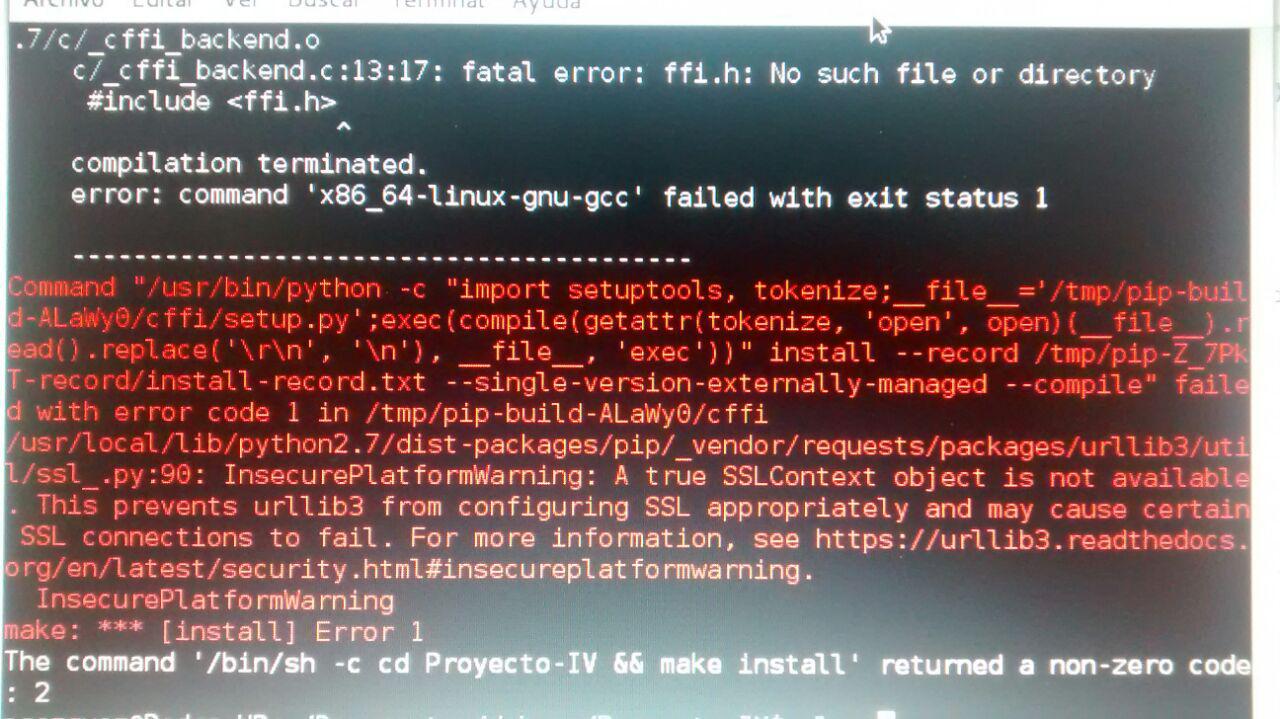 Archivo Editar Ver Buscar Terminal Ayuda
.7/c/_cffi_backend.o
c/_cffi_backend.c:13:17: fatal error: ffi.h: No such file or directory
#include <ffi.h>
^
compilation terminated.
error: command 'x86_64-linux-gnu-gcc' failed with exit status 1
----------------------------------------
Command "/usr/bin/python -c "import setuptools, tokenize;__file__='/tmp/pip-buil
d-ALaWy0/cffi/setup.py';exec(compile(getattr(tokenize, 'open', open)(__file__).r
ead().replace('\r\n', '\n'), __file__, 'exec'))" install --record /tmp/pip-Z_7Pk
T-record/install-record.txt --single-version-externally-managed --compile" faile
d with error code 1 in /tmp/pip-build-ALaWy0/cffi
/usr/local/lib/python2.7/dist-packages/pip/_vendor/requests/packages/urllib3/uti
l/ssl_.py:90: InsecurePlatformWarning: A true SSLContext object is not available
. This prevents urllib3 from configuring SSL appropriately and may cause certain
SSL connections to fail. For more information, see https://urllib3.readthedocs.
org/en/latest/security.html#insecureplatformwarning.
InsecurePlatformWarning
make: *** [install] Error 1
The command '/bin/sh -c cd Proyecto-IV && make install' returned a non-zero code
: 2